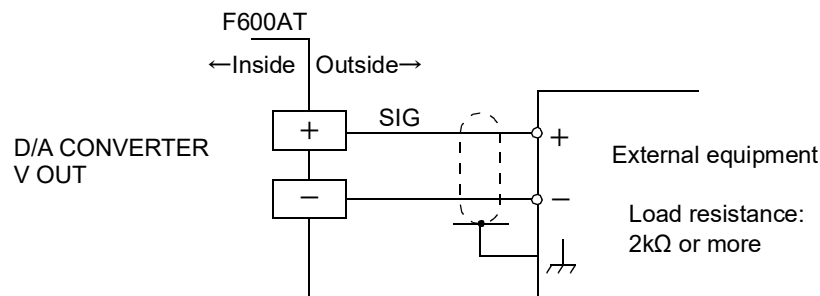 F600AT
←Inside
Outside→
+
SIG
+
D/A CONVERTER
V OUT
External equipment
−
−
Load resistance:
2kΩ or more